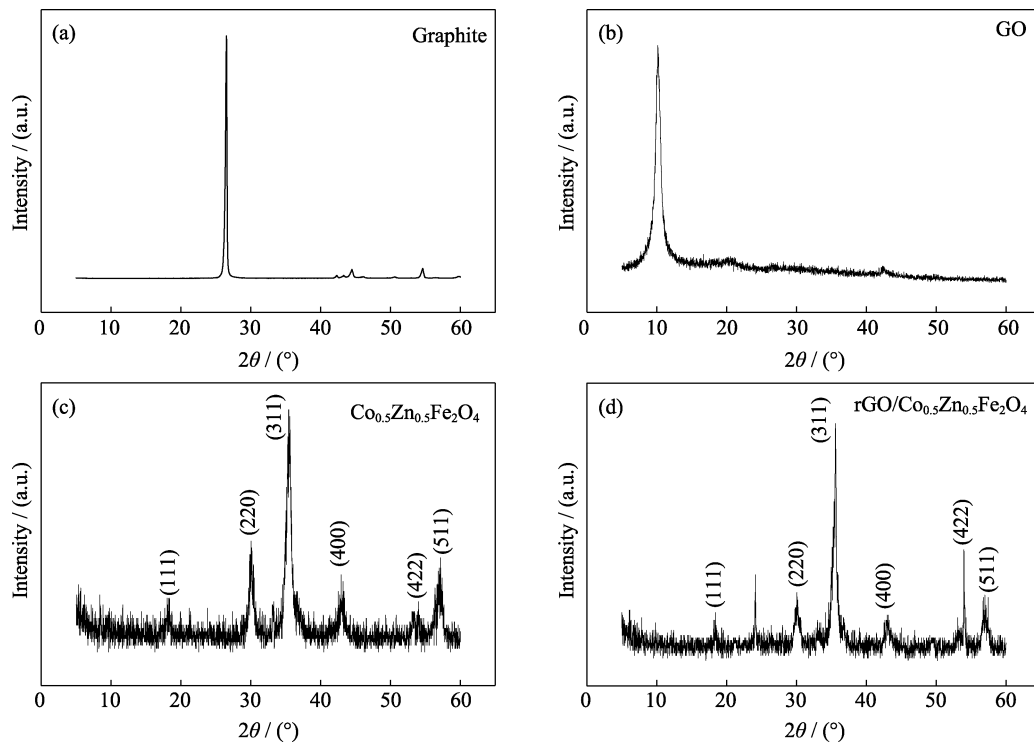 (a)
Graphite
Intensity / (a.u.)
0 10 20 30 40 50 60
2θ / (°)
(b)
GO
Intensity / (a.u.)
0 10 20 30 40 50 60
2θ / (°)
(c)
Co0.5Zn0.5Fe2O4
(111)
(220)
(311)
(400)
(422)
(511)
Intensity / (a.u.)
0 10 20 30 40 50 60
2θ / (°)
(d)
rGO/Co0.5Zn0.5Fe2O4
(111)
(220)
(311)
(400)
(422)
(511)
Intensity / (a.u.)
0 10 20 30 40 50 60
2θ / (°)